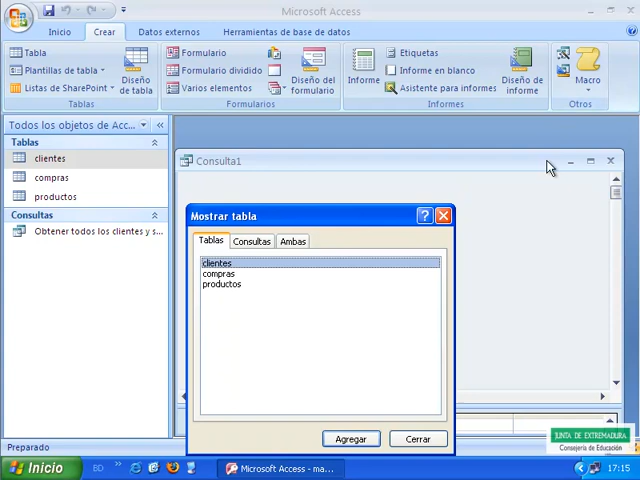 Microsoft Access
Inicio
Crear
Datos externos
Herramientas de base de datos
Tabla
Plantillas de tabla
Listas de SharePoint
Diseño de tabla
Tablas
Formulario
Formulario dividido
Varios elementos
Diseño del formulario
Formularios
Informe
Etiquetas
Informe en blanco
Asistente para informes
Diseño de informe
Informes
Macro
Otros
Todos los objetos de Acc...
Tablas
clientes
compras
productos
Consultas
Obtener todos los clientes y s...
Consulta1
Mostrar tabla
Tablas
Consultas
Ambas
clientes
compras
productos
Agregar
Cerrar
JUNTA DE EXTREMADURA
Consejería de Educación
Preparado
Inicio
BD
Microsoft Access - ma...
17:15